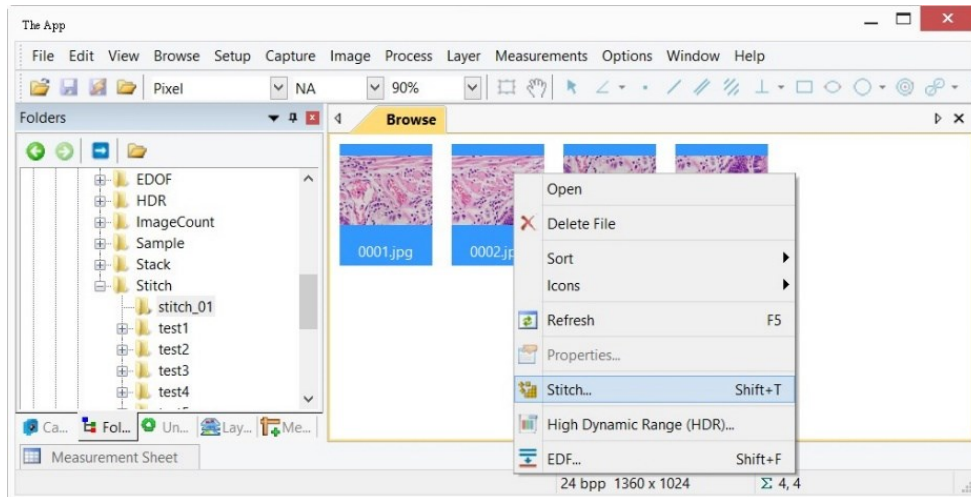 The App
File Edit View Browse Setup Capture Image Process Layer Measurements Options Window Help
Pixel NA 90%
Folders
Browse
EDOF
HDR
ImageCount
Sample
Stack
Stitch
stitch_01
test1
test2
test3
test4
0001.jpg
0002.jp
Open
Delete File
Sort
Icons
Refresh F5
Properties...
Stitch... Shift+T
High Dynamic Range (HDR)...
EDF... Shift+F
Ca... Fol... Un... Lay... Me...
Measurement Sheet
24 bpp 1360 x 1024 Σ 4, 4